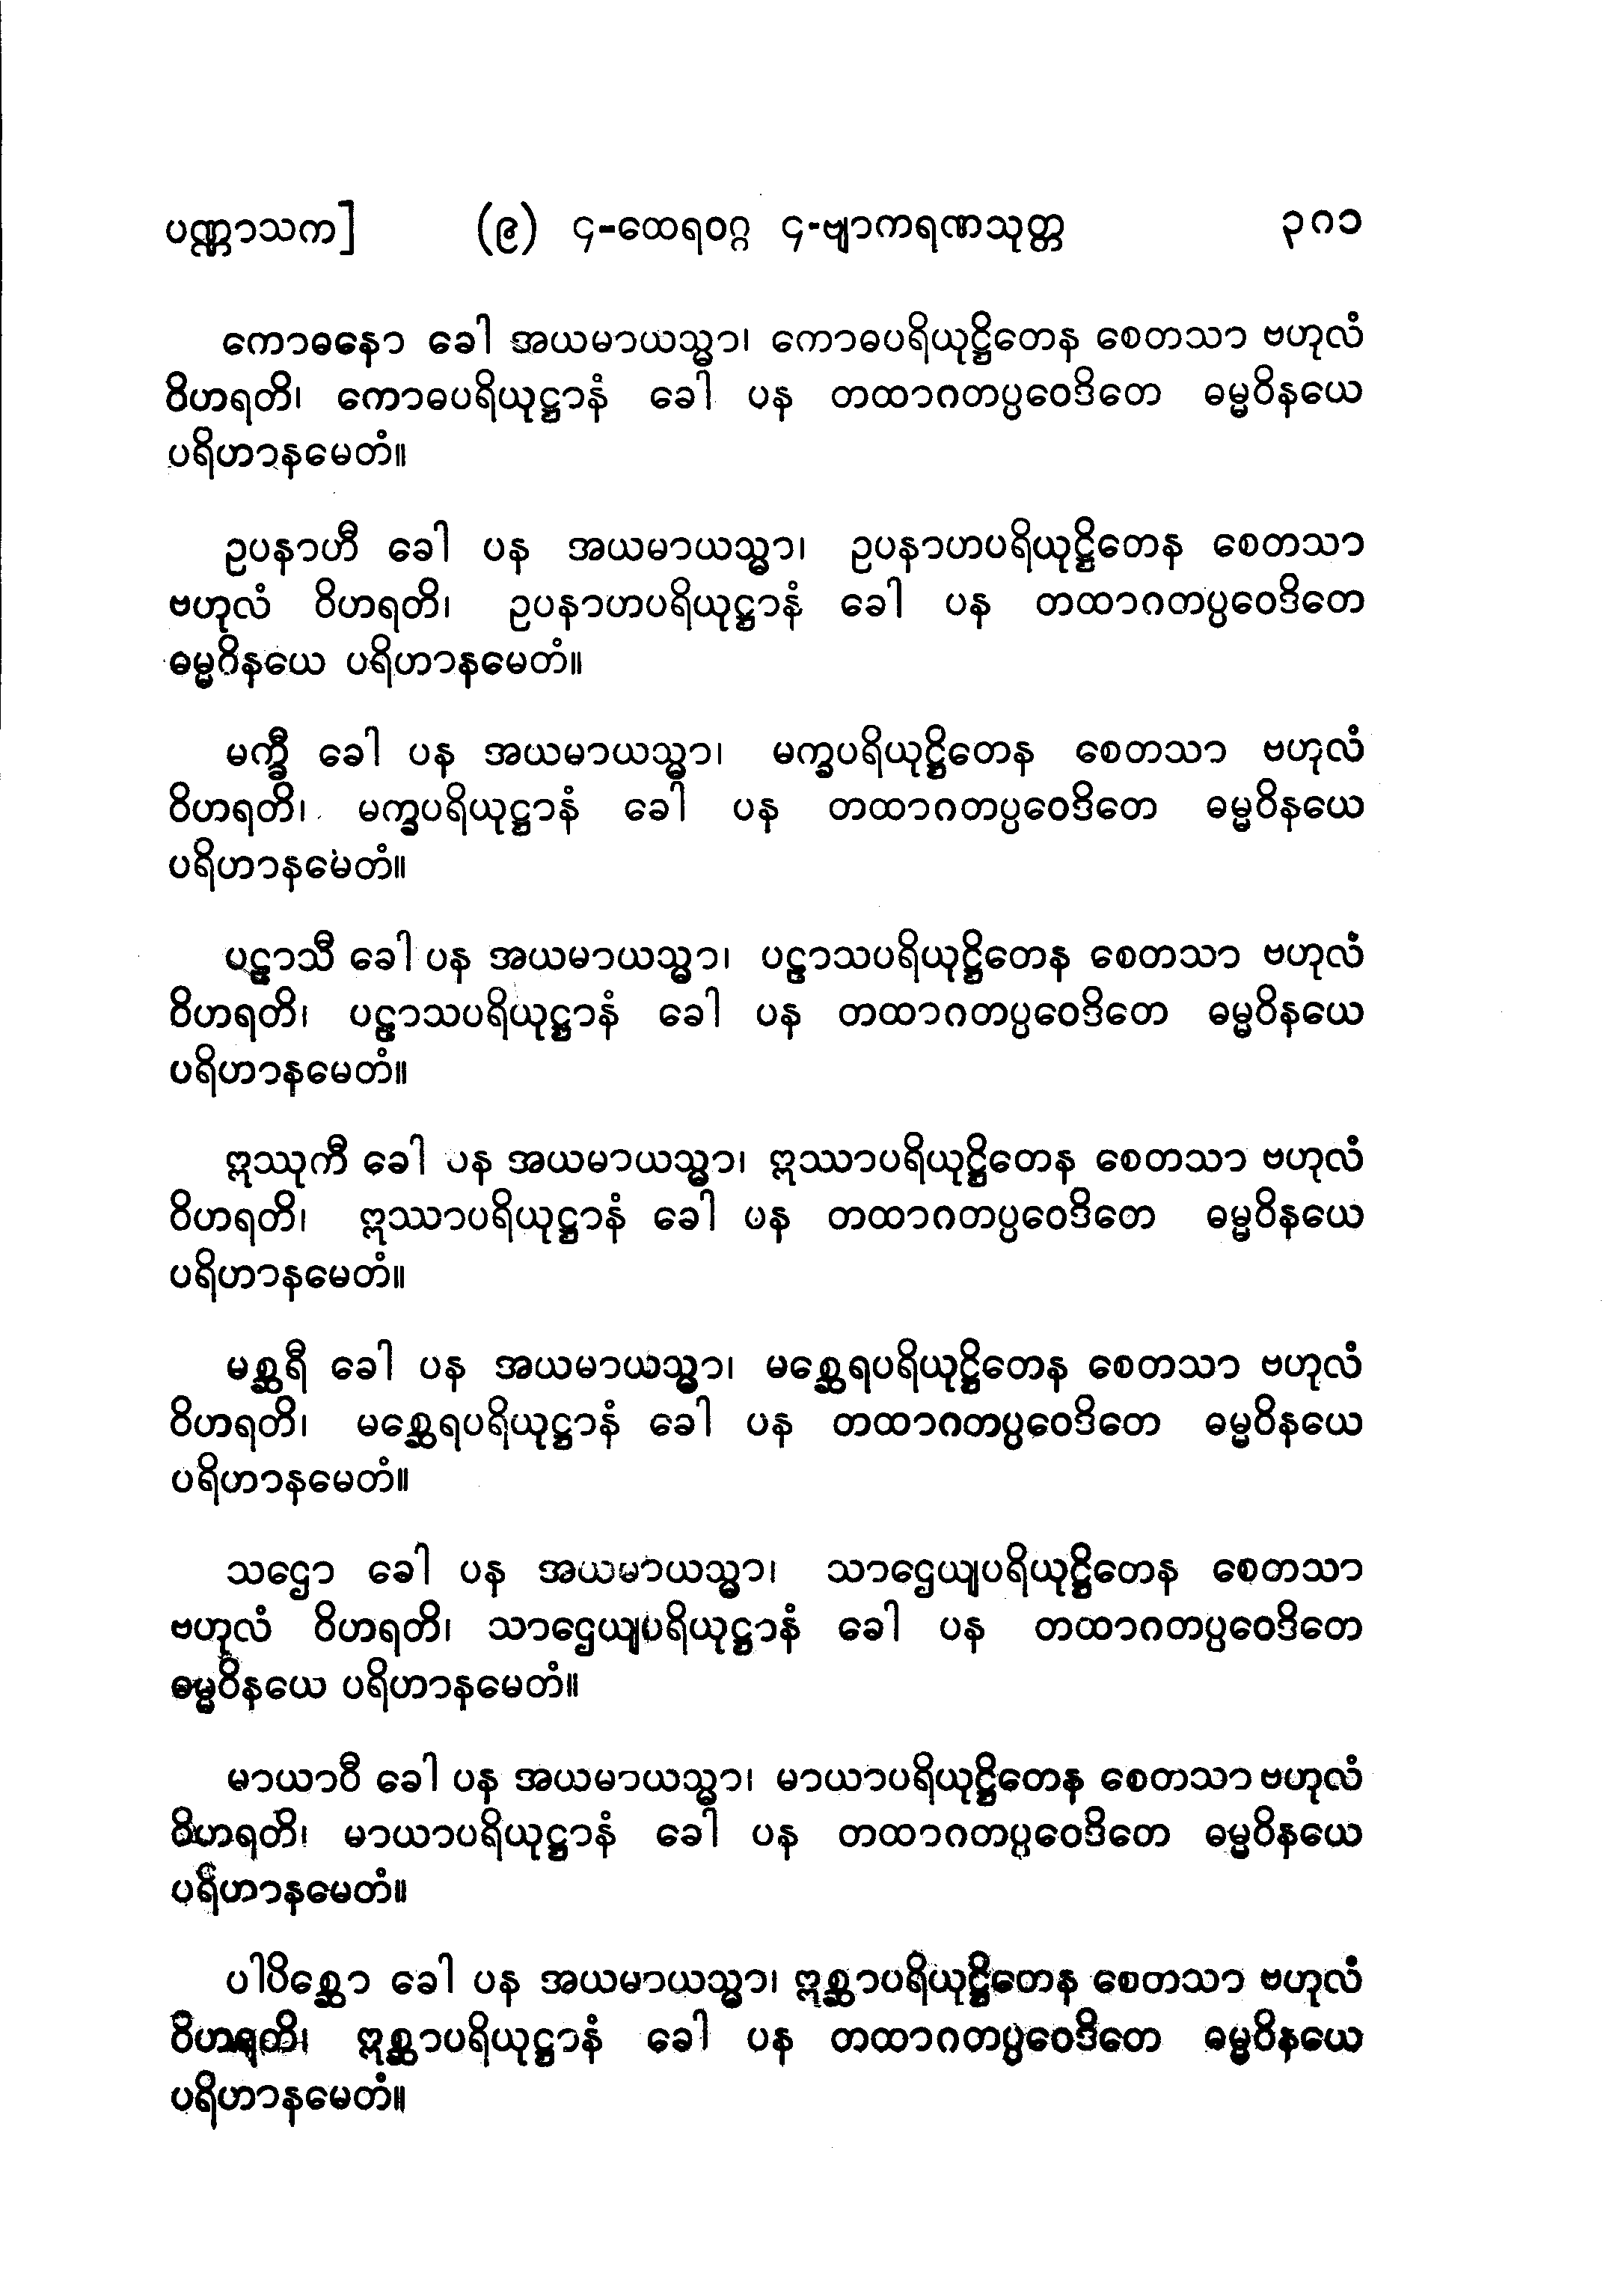 ပဏ္ဏာသက] (၉) ၄-ထေရဝဂ္ဂ ၄-ဗျာကရဏသုတ္တ ၃၈၁
ကောဓနော ခေါ အယမာယသ္မာ၊ ကောဓပရိယုဋ္ဌိတေန စေတသာ ဗဟုလံ
ဝိဟရတိ၊ ကောဓပရိယုဋ္ဌာနံ ခေါ ပန တထာဂတပ္ပဝေဒိတေ ဓမ္မဝိနယေ
ပရိဟာနမေတံ။
ဥပနာဟီ ခေါ ပန အယမာယသ္မာ၊ ဥပနာဟပရိယုဋ္ဌိတေန စေတသာ
ဗဟုလံ ဝိဟရတိ၊ ဥပနာဟပရိယုဋ္ဌာနံ ခေါ ပန တထာဂတပ္ပဝေဒိတေ
ဓမ္မဝိနယေ ပရိဟာနမေတံ။
မက္ခီ ခေါ ပန အယမာယသ္မာ၊ မက္ခပရိယုဋ္ဌိတေန စေတသာ ဗဟုလံ
ဝိဟရတိ၊ မက္ခပရိယုဋ္ဌာနံ ခေါ ပန တထာဂတပ္ပဝေဒိတေ ဓမ္မဝိနယေ
ပရိဟာနမေတံ။
ပဠာသီ ခေါ ပန အယမာယသ္မာ၊ ပဠာသပရိယုဋ္ဌိတေန စေတသာ ဗဟုလံ
ဝိဟရတိ၊ ပဠာသပရိယုဋ္ဌာနံ ခေါ ပန တထာဂတပ္ပဝေဒိတေ ဓမ္မဝိနယေ
ပရိဟာနမေတံ။
ဣဿုကီ ခေါ ပန အယမာယသ္မာ၊ ဣဿာပရိယုဋ္ဌိတေန စေတသာ ဗဟုလံ
ဝိဟရတိ၊ ဣဿာပရိယုဋ္ဌာနံ ခေါ ပန တထာဂတပ္ပဝေဒိတေ ဓမ္မဝိနယေ
ပရိဟာနမေတံ။
မစ္ဆရီ ခေါ ပန အယမာယသ္မာ၊ မစ္ဆေရပရိယုဋ္ဌိတေန စေတသာ ဗဟုလံ
ဝိဟရတိ၊ မစ္ဆေရပရိယုဋ္ဌာနံ ခေါ ပန တထာဂတပ္ပဝေဒိတေ ဓမ္မဝိနယေ
ပရိဟာနမေတံ။
သဌော ခေါ ပန အယမာယသ္မာ၊ သာဌေယျပရိယုဋ္ဌိတေန စေတသာ
ဗဟုလံ ဝိဟရတိ၊ သာဌေယျပရိယုဋ္ဌာနံ ခေါ ပန တထာဂတပ္ပဝေဒိတေ
ဓမ္မဝိနယေ ပရိဟာနမေတံ။
မာယာဝီ ခေါ ပန အယမာယသ္မာ၊ မာယာပရိယုဋ္ဌိတေန စေတသာ ဗဟုလံ
ဝိဟရတိ၊ မာယာပရိယုဋ္ဌာနံ ခေါ ပန တထာဂတပ္ပဝေဒိတေ ဓမ္မဝိနယေ
ပရိဟာနမေတံ။
ပါပိစ္ဆော ခေါ ပန အယမာယသ္မာ၊ ဣစ္ဆာပရိယုဋ္ဌိတေန စေတသာ ဗဟုလံ
ဝိဟရတိ၊ ဣစ္ဆာပရိယုဋ္ဌာနံ ခေါ ပန တထာဂတပ္ပဝေဒိတေ ဓမ္မဝိနယေ
ပရိဟာနမေတံ။